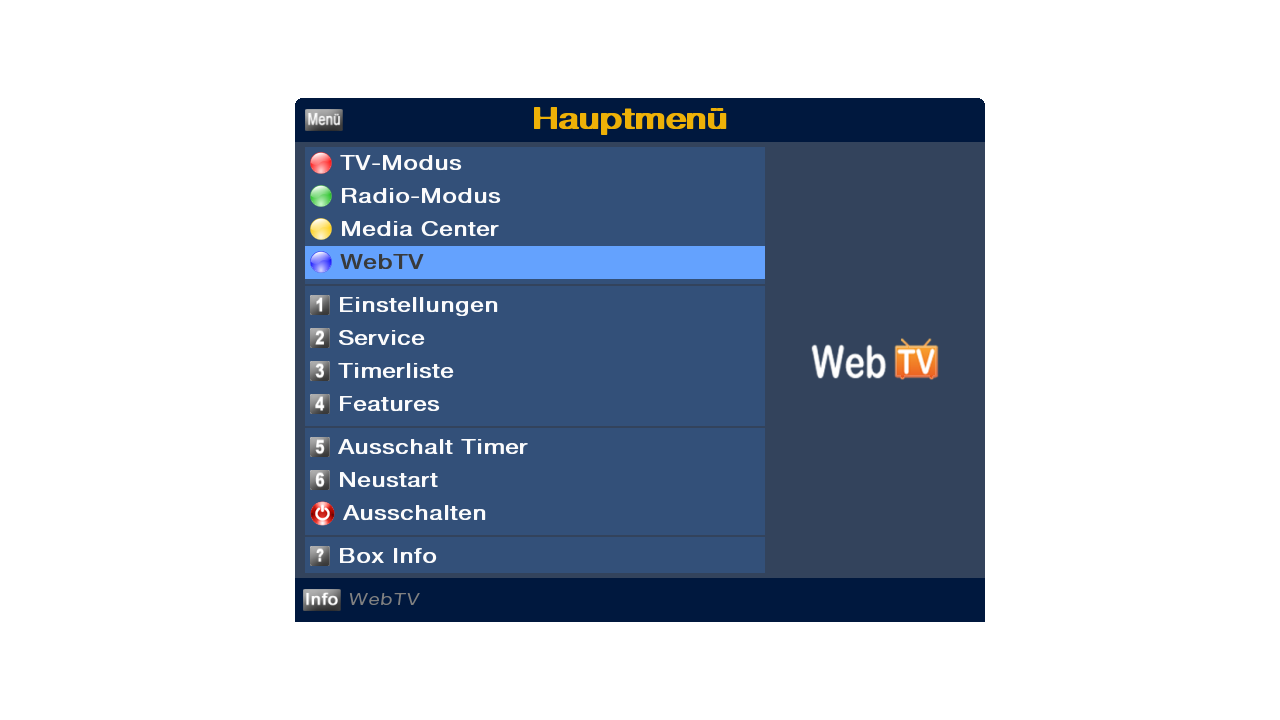 Menü
Hauptmenü
TV-Modus
Radio-Modus
Media Center
WebTV
1 Einstellungen
2 Service
3 Timerliste
4 Features
5 Ausschalt Timer
6 Neustart
Ausschalten
? Box Info
Web TV
Info WebTV